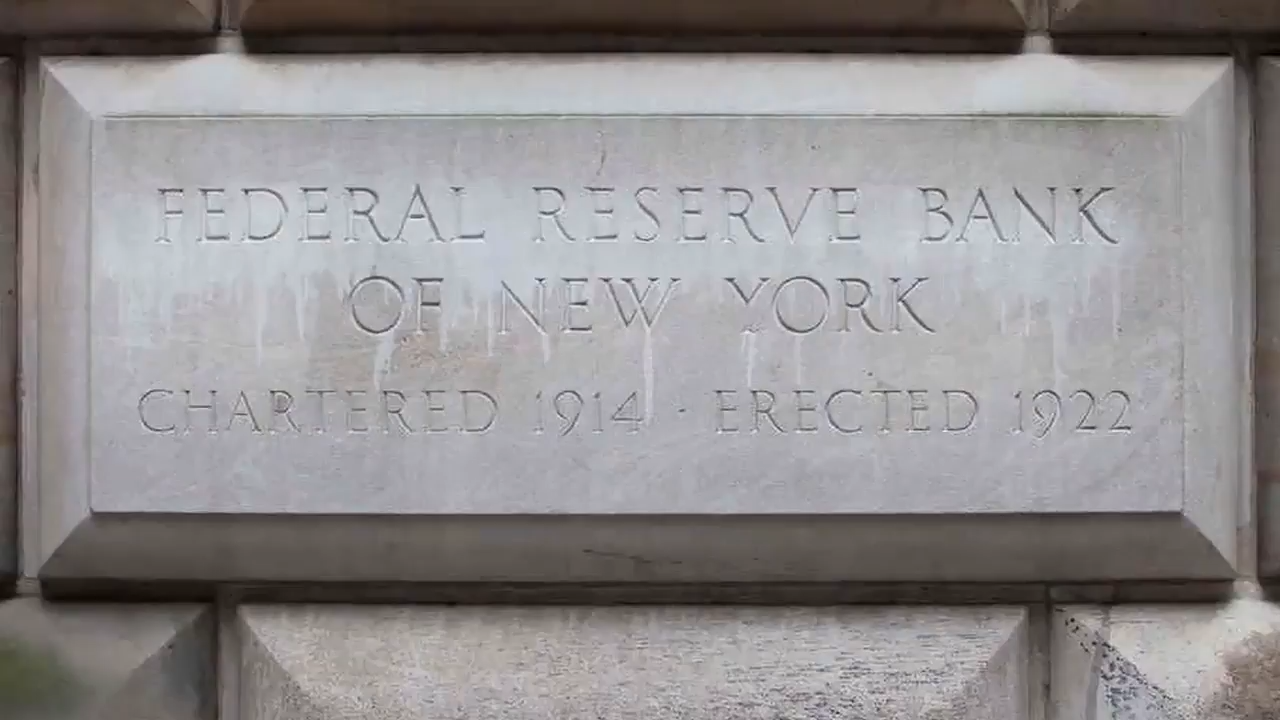 FEDERAL RESERVE BANK
OF NEW YORK
CHARTERED 1914 · ERECTED 1922